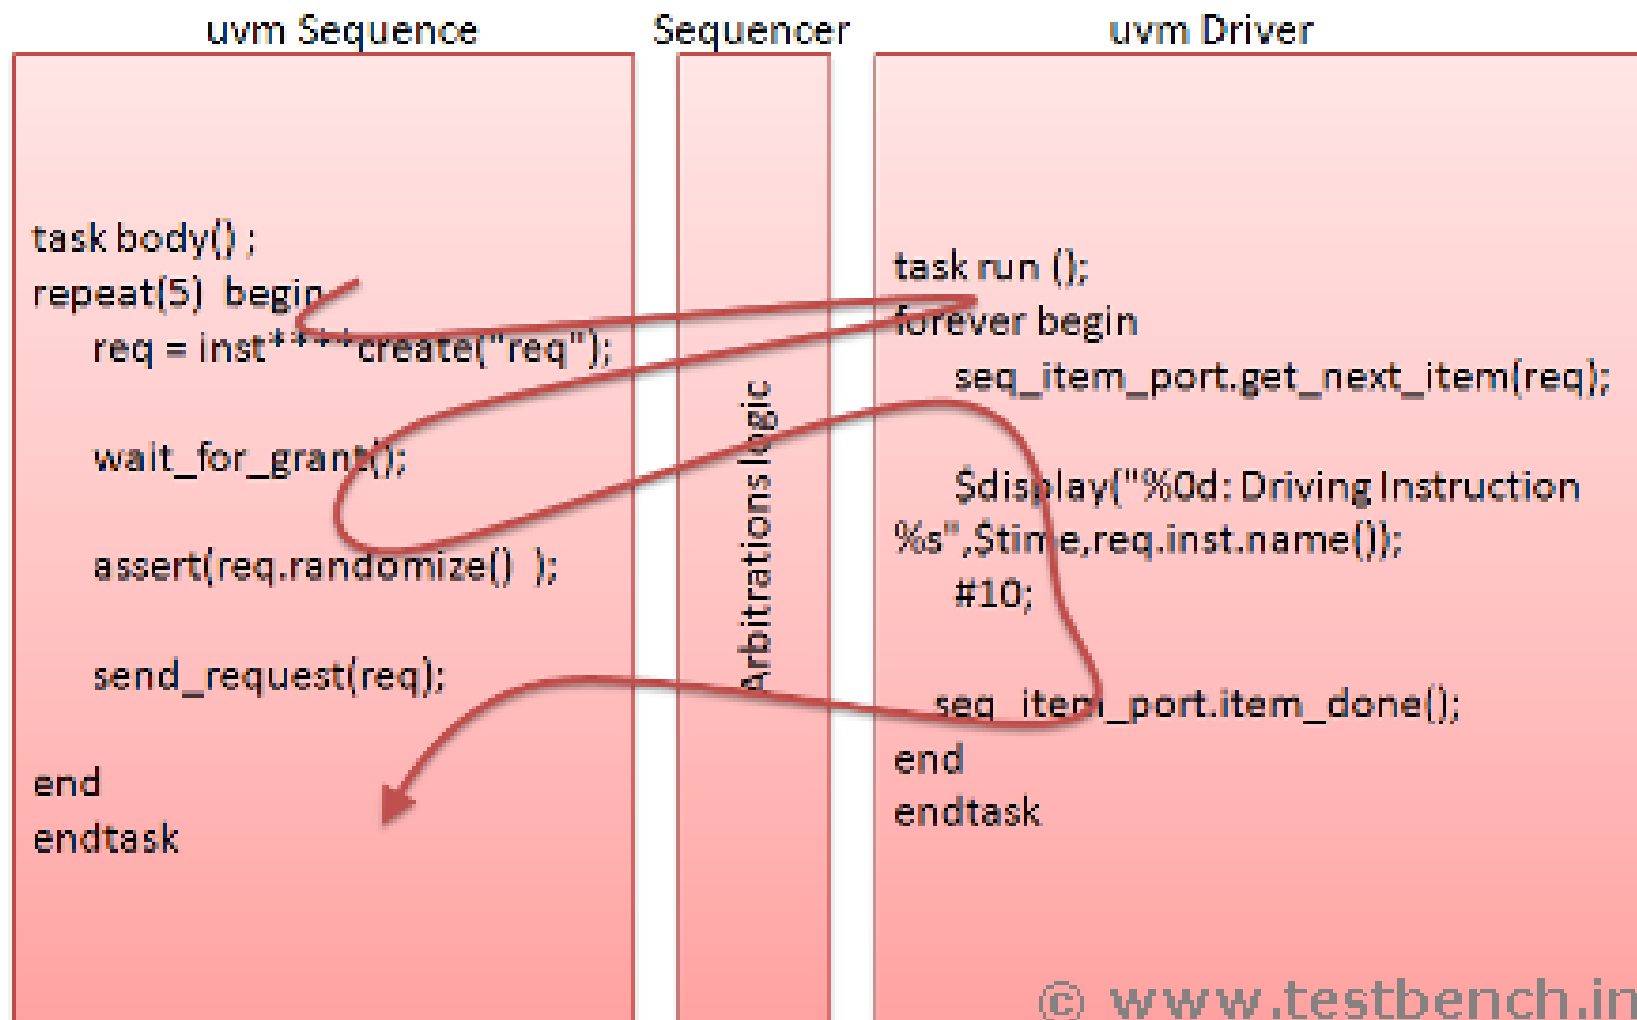 uvm Sequence
Sequencer
uvm Driver
task body() ;
repeat(5) begin
req = inst****create("req");
wait_for_grant();
assert(req.randomize() );
send_request(req);
end
endtask
Arbitrations logic
task run ();
forever begin
seq_item_port.get_next_item(req);
$display("%0d: Driving Instruction
%s",$time,req.inst.name());
#10;
seq_item_port.item_done();
end
endtask
© www.testbench.in